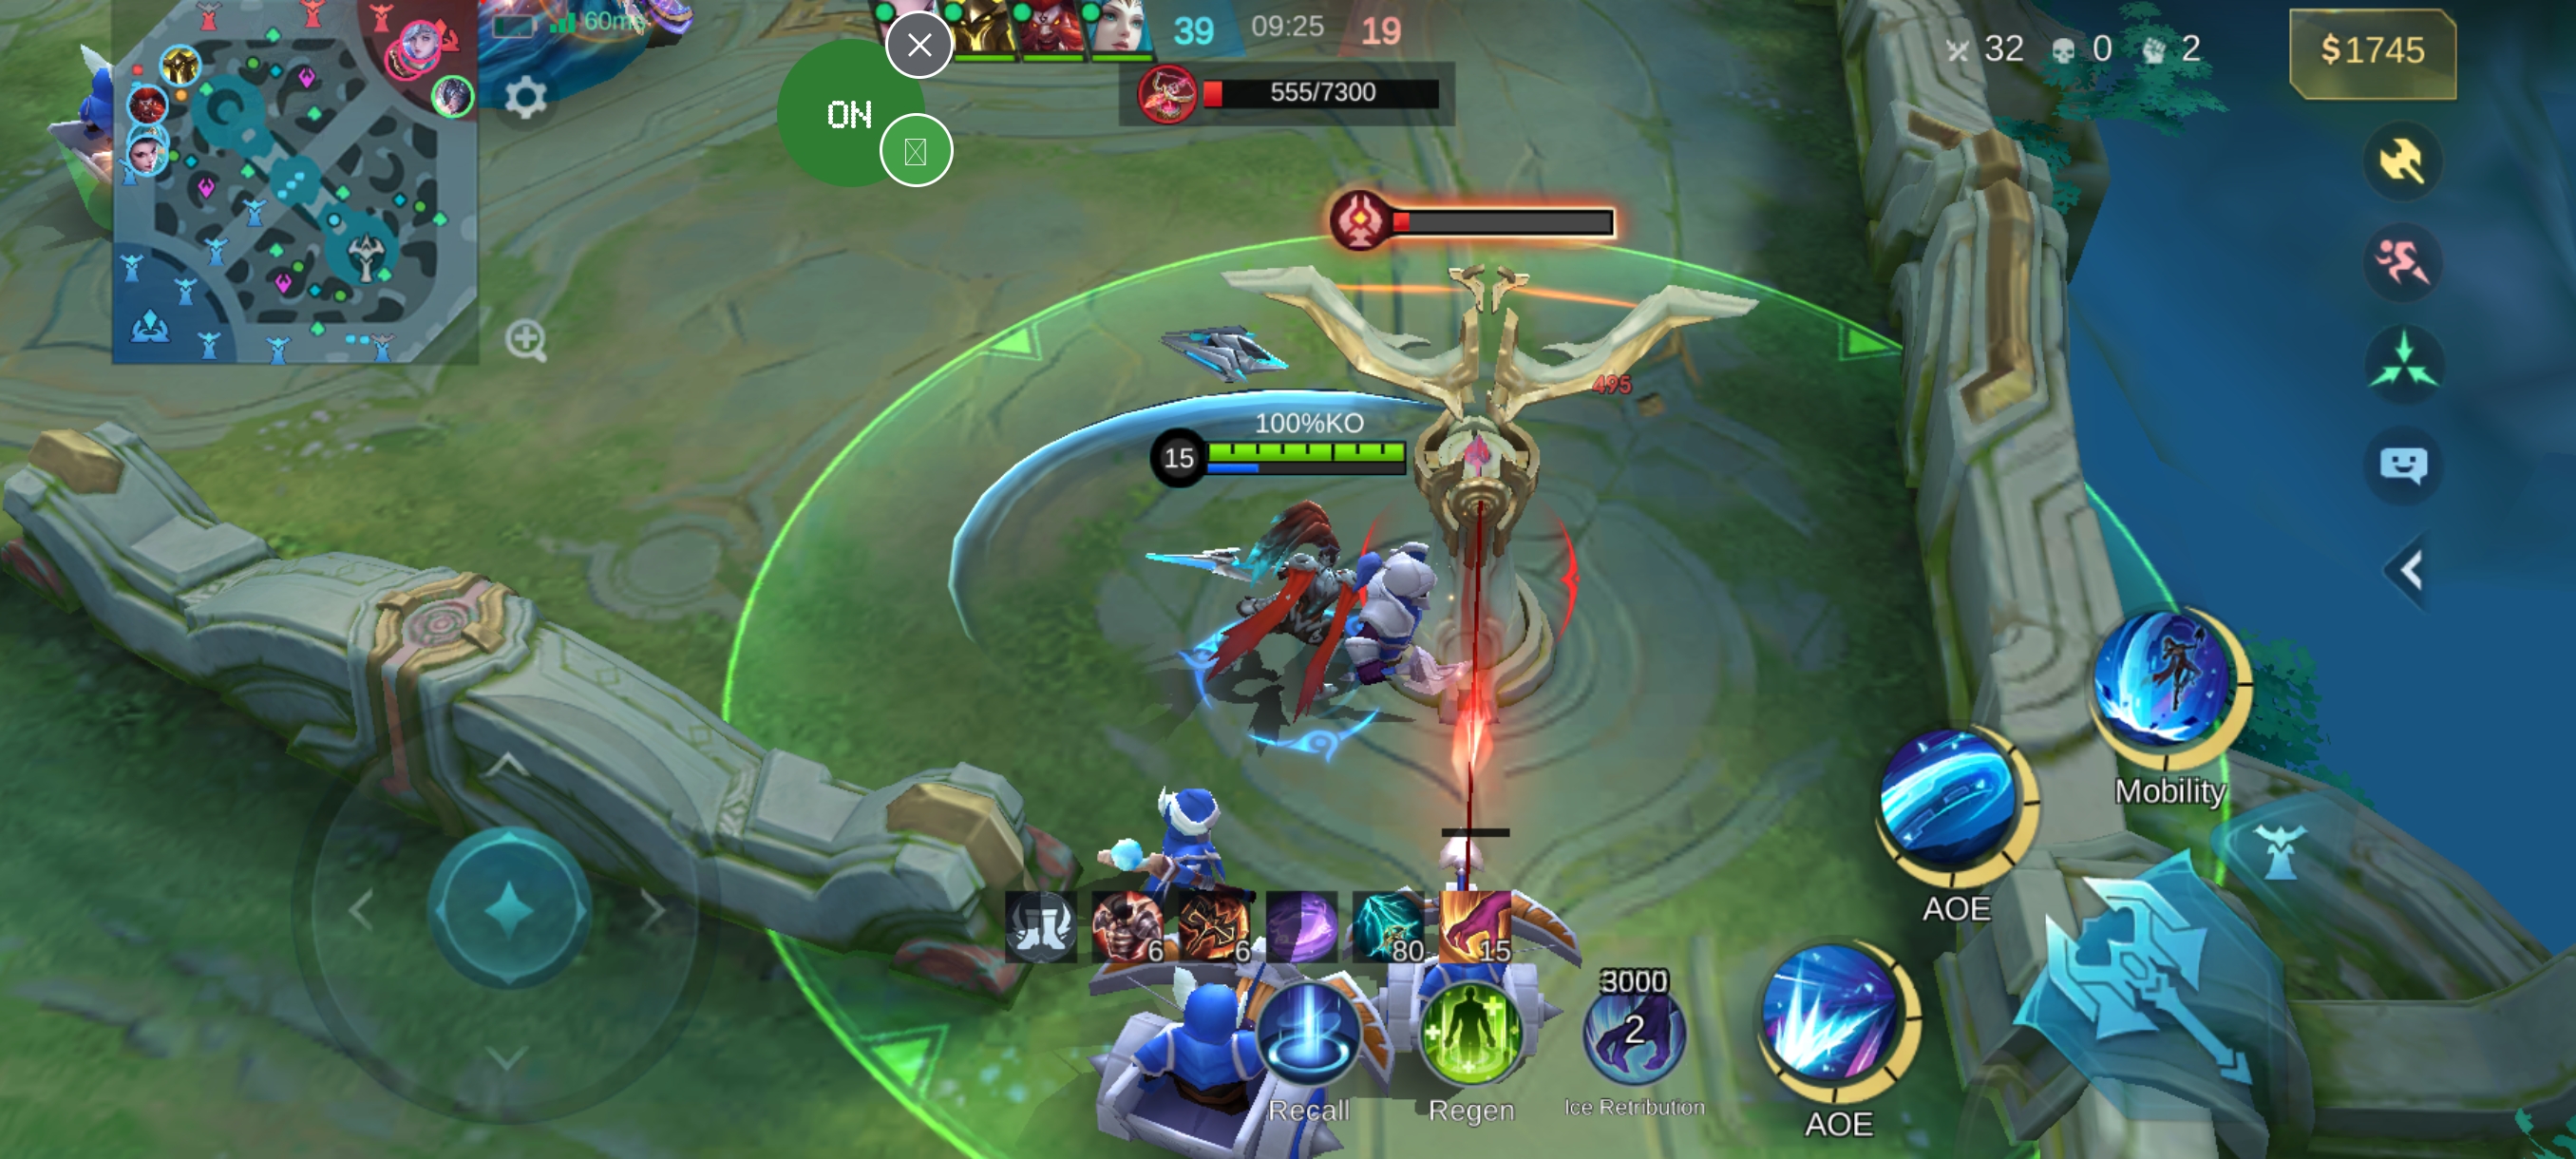 60ms
39 09:25 19
32 0 2
$1745
ON
555/7300
495
100%KO
15
Mobility
AOE
6 6 80 15
3000
2
Recall Regen Ice Retribution
AOE